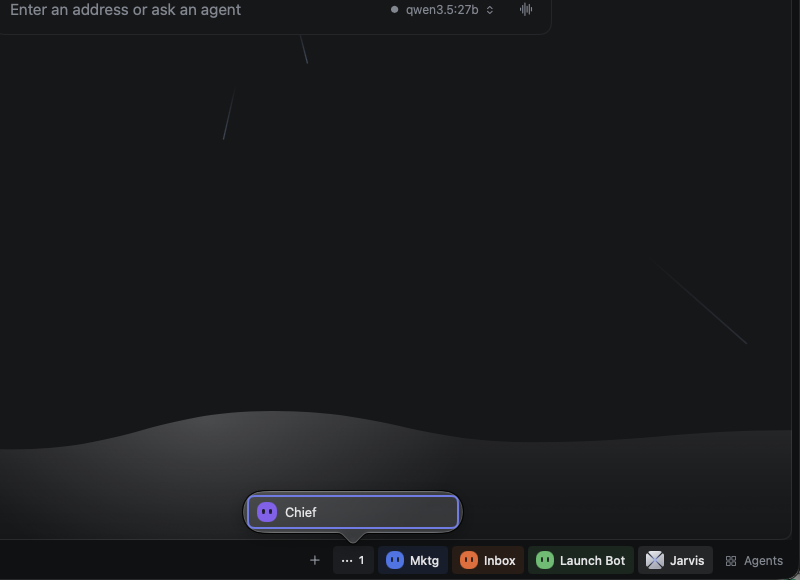 Enter an address or ask an agent
qwen3.5:27b
Chief
+ ··· 1 Mktg Inbox Launch Bot Jarvis Agents